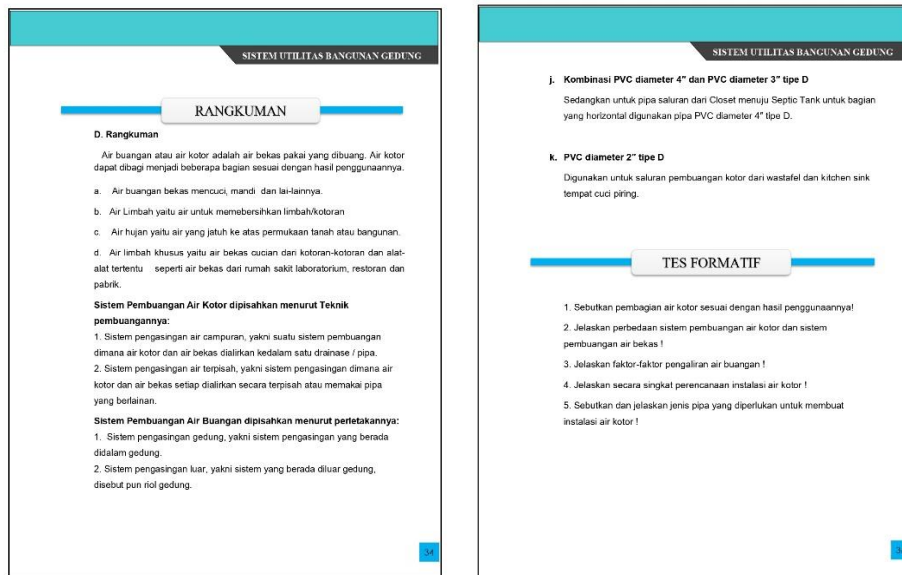 SISTEM UTILITAS BANGUNAN GEDUNG
RANGKUMAN
D. Rangkuman
Air buangan atau air kotor adalah air bekas pakai yang dibuang. Air kotor
dapat dibagi menjadi beberapa bagian sesuai dengan hasil penggunaannya.
a. Air buangan bekas mencuci, mandi dan lai-lainnya.
b. Air Limbah yaitu air untuk memebersihkan limbah/kotoran
c. Air hujan yaitu air yang jatuh ke atas permukaan tanah atau bangunan.
d. Air limbah khusus yaitu air bekas cucian dari kotoran-kotoran dan alat-
alat tertentu seperti air bekas dari rumah sakit laboratorium, restoran dan
pabrik.
Sistem Pembuangan Air Kotor dipisahkan menurut Teknik
pembuangannya:
1. Sistem pengasingan air campuran, yakni suatu sistem pembuangan
dimana air kotor dan air bekas dialirkan kedalam satu drainase / pipa.
2. Sistem pengasingan air terpisah, yakni sistem pengasingan dimana air
kotor dan air bekas setiap dialirkan secara terpisah atau memakai pipa
yang berlainan.
Sistem Pembuangan Air Buangan dipisahkan menurut perletakannya:
1. Sistem pengasingan gedung, yakni sistem pengasingan yang berada
didalam gedung.
2. Sistem pengasingan luar, yakni sistem yang berada diluar gedung,
disebut pun riol gedung.
34
SISTEM UTILITAS BANGUNAN GEDUNG
j. Kombinasi PVC diameter 4″ dan PVC diameter 3″ tipe D
Sedangkan untuk pipa saluran dari Closet menuju Septic Tank untuk bagian
yang horizontal digunakan pipa PVC diameter 4″ tipe D.
k. PVC diameter 2″ tipe D
Digunakan untuk saluran pembuangan kotor dari wastafel dan kitchen sink
tempat cuci piring.
TES FORMATIF
1. Sebutkan pembagian air kotor sesuai dengan hasil penggunaannya!
2. Jelaskan perbedaan sistem pembuangan air kotor dan sistem
pembuangan air bekas !
3. Jelaskan faktor-faktor pengaliran air buangan !
4. Jelaskan secara singkat perencanaan instalasi air kotor !
5. Sebutkan dan jelaskan jenis pipa yang diperlukan untuk membuat
instalasi air kotor !